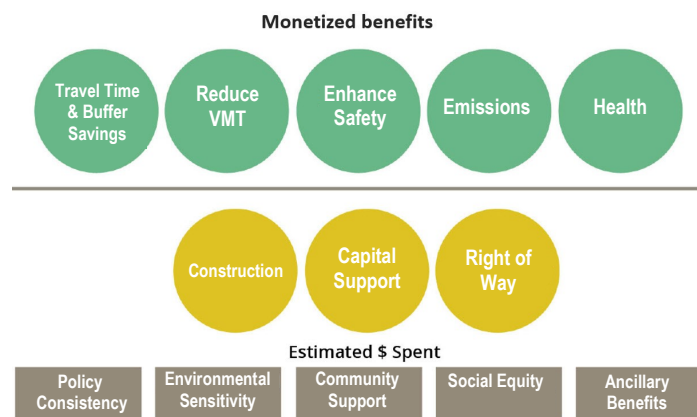 Monetized benefits
Travel Time
& Buffer
Savings
Reduce
VMT
Enhance
Safety
Emissions
Health
Construction
Capital
Support
Right of
Way
Estimated $ Spent
Policy
Consistency
Environmental
Sensitivity
Community
Support
Social Equity
Ancillary
Benefits